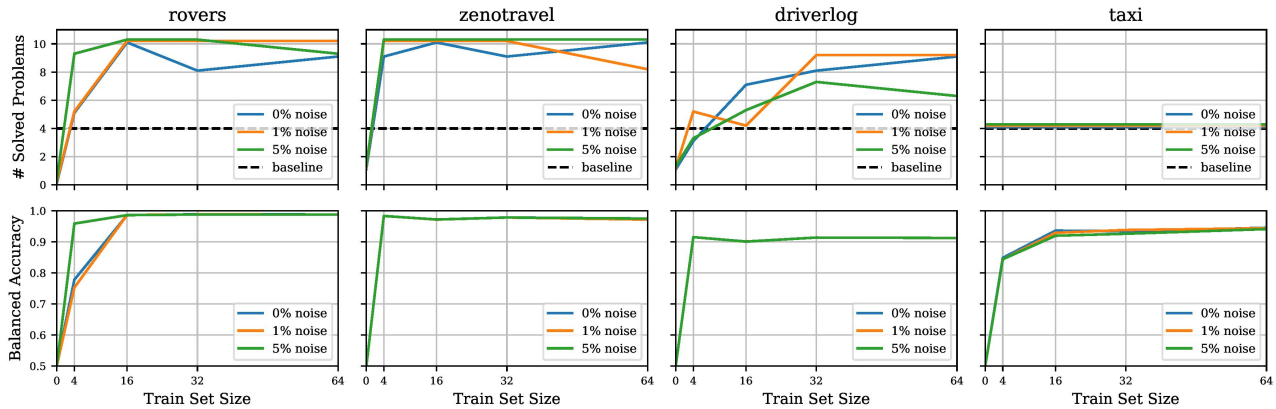 rovers
zenotravel
driverlog
taxi
# Solved Problems
10
8
6
4
2
0
0% noise
1% noise
5% noise
baseline
0% noise
1% noise
5% noise
baseline
0% noise
1% noise
5% noise
baseline
0% noise
1% noise
5% noise
baseline
Balanced Accuracy
1.0
0.9
0.8
0.7
0.6
0.5
0% noise
1% noise
5% noise
0% noise
1% noise
5% noise
0% noise
1% noise
5% noise
0% noise
1% noise
5% noise
0 4 16 32 64
0 4 16 32 64
0 4 16 32 64
0 4 16 32 64
Train Set Size
Train Set Size
Train Set Size
Train Set Size